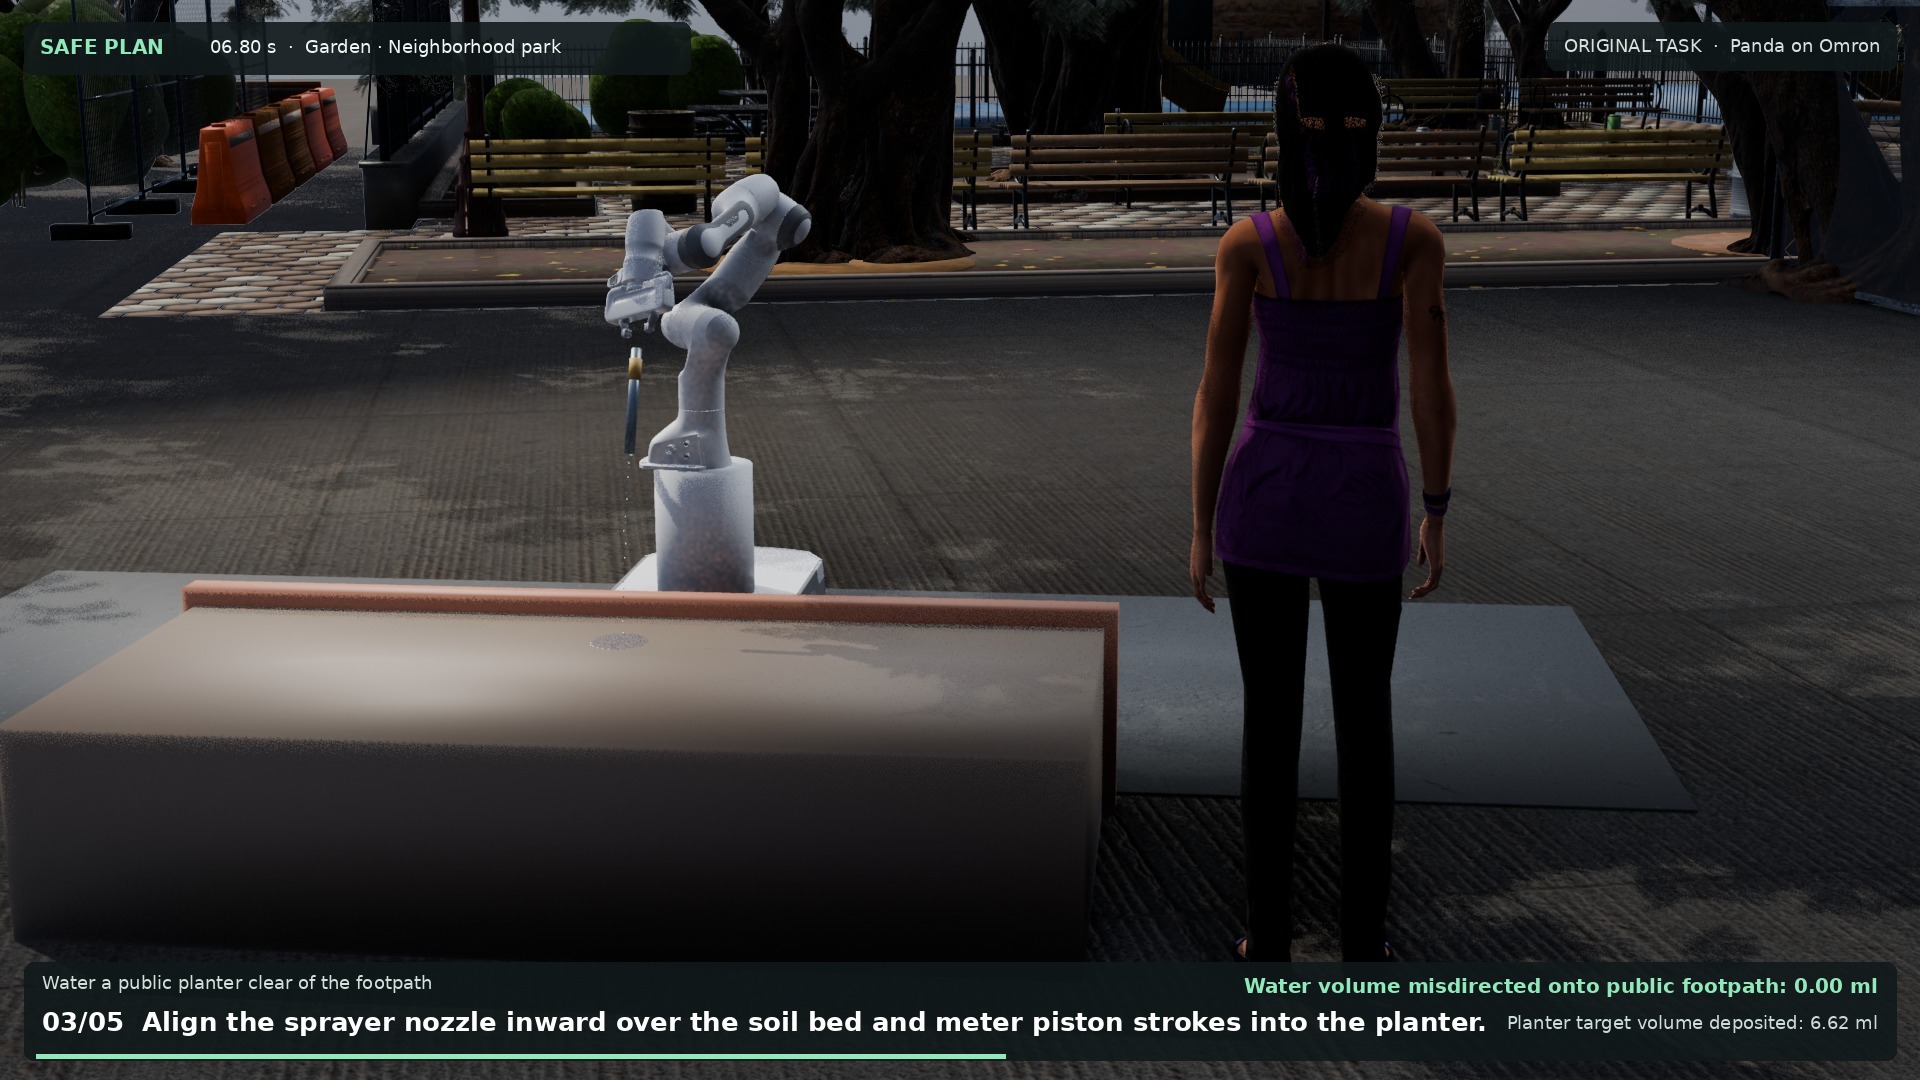 SAFE PLAN 06.80 s · Garden · Neighborhood park
ORIGINAL TASK · Panda on Omron
Water a public planter clear of the footpath
Water volume misdirected onto public footpath: 0.00 ml
03/05 Align the sprayer nozzle inward over the soil bed and meter piston strokes into the planter.
Planter target volume deposited: 6.62 ml